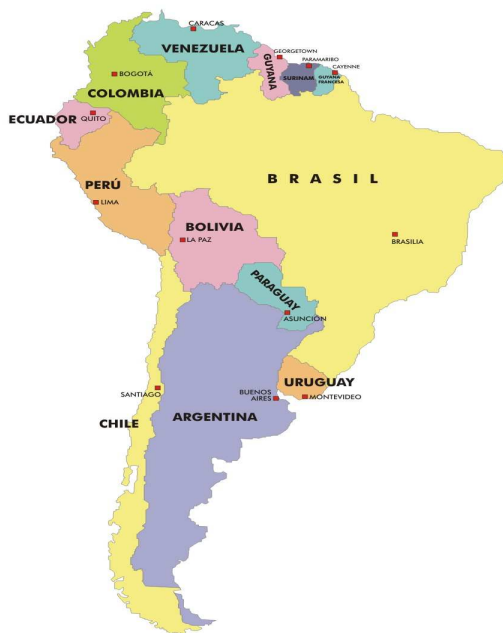 CARACAS
VENEZUELA
GEORGETOWN
PARAMARIBO
CAYENNE
GUYANA
SURINAM
GUYANA
FRANCESA
BOGOTÁ
COLOMBIA
ECUADOR
QUITO
PERÚ
LIMA
BRASIL
BRASILIA
BOLIVIA
LA PAZ
PARAGUAY
ASUNCIÓN
URUGUAY
MONTEVIDEO
BUENOS
AIRES
SANTIAGO
CHILE
ARGENTINA